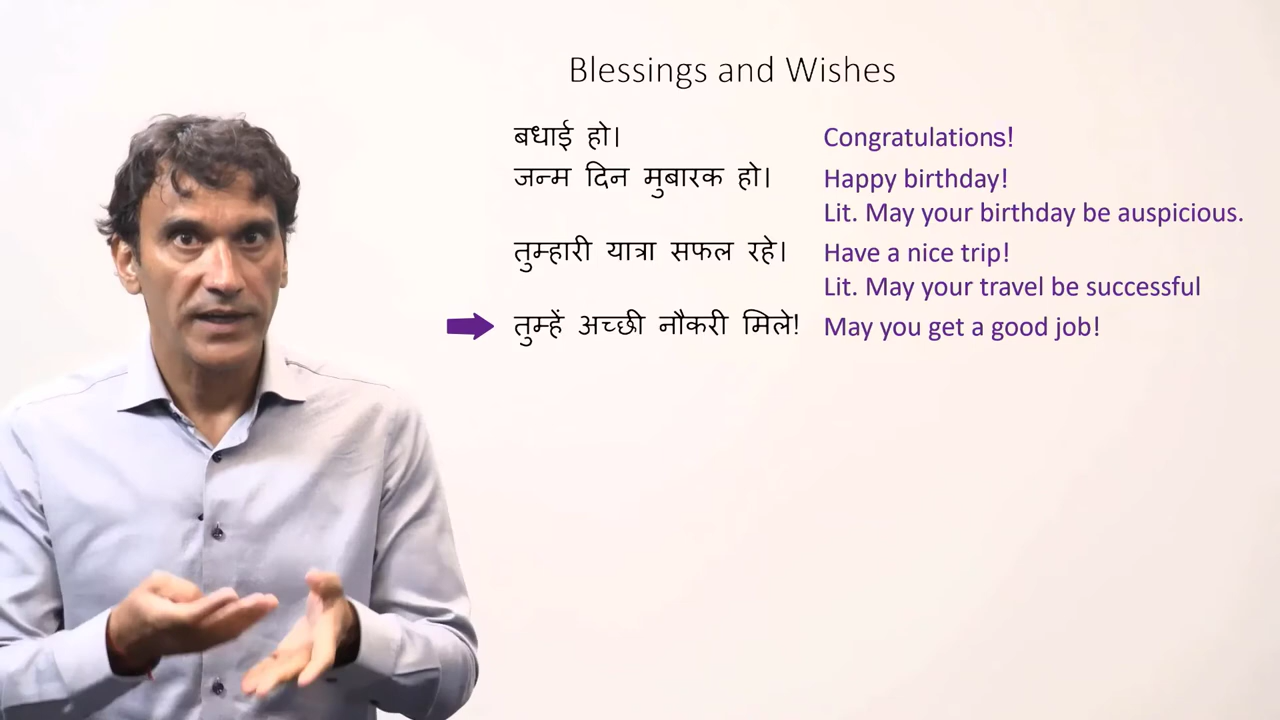 Blessings and Wishes
बधाई हो।
Congratulations!
जन्म दिन मुबारक हो।
Happy birthday!
Lit. May your birthday be auspicious.
तुम्हारी यात्रा सफल रहे।
Have a nice trip!
Lit. May your travel be successful
तुम्हें अच्छी नौकरी मिले!
May you get a good job!